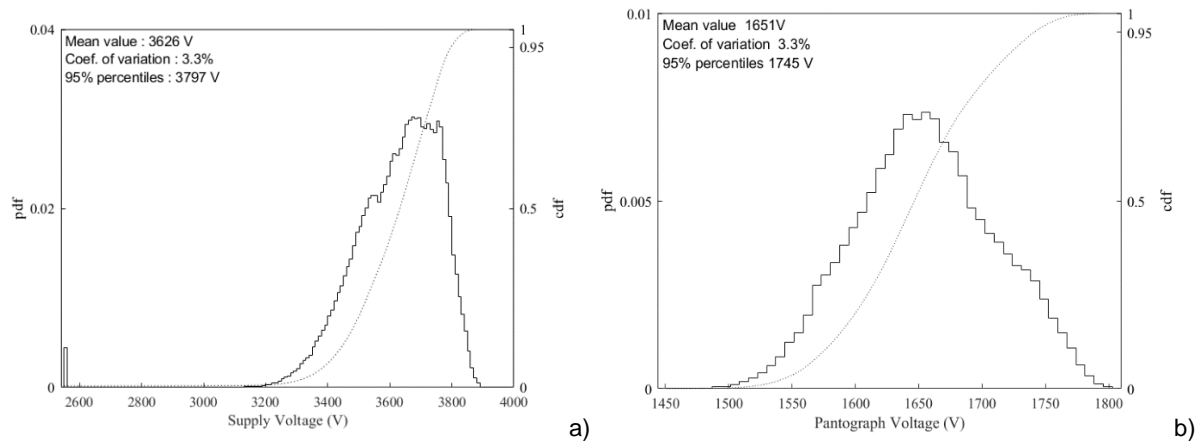 0.04
Mean value : 3626 V
Coef. of variation : 3.3%
95% percentiles : 3797 V
1
0.95
pdf
0.02
0.5
cdf
0
0
2600 2800 3000 3200 3400 3600 3800 4000
Supply Voltage (V)
a)
0.01
Mean value 1651V
Coef. of variation 3.3%
95% percentiles 1745 V
1
0.95
pdf
0.005
0.5
cdf
0
0
1450 1500 1550 1600 1650 1700 1750 1800
Pantograph Voltage (V)
b)